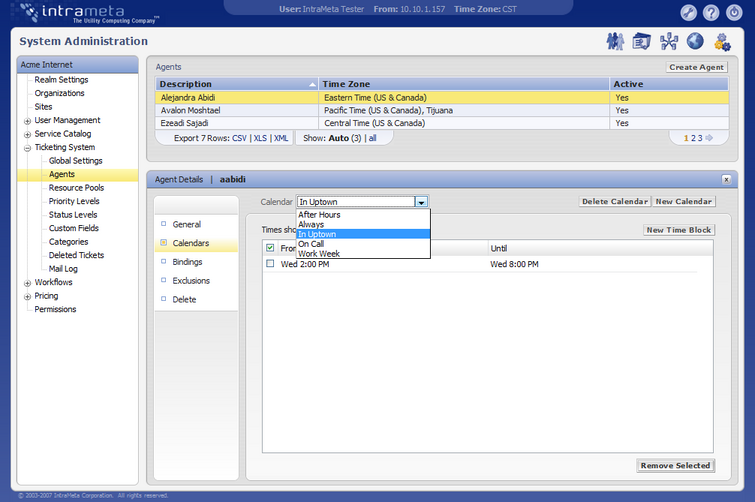 intrameta
The Utility Computing Company™
User: IntraMeta Tester From: 10.10.1.157 Time Zone: CST
System Administration
Acme Internet
Realm Settings
Organizations
Sites
User Management
Service Catalog
Ticketing System
Global Settings
Agents
Resource Pools
Priority Levels
Status Levels
Custom Fields
Categories
Deleted Tickets
Mail Log
Workflows
Pricing
Permissions
Agents
Create Agent
Description Time Zone Active
Alejandra Abidi Eastern Time (US & Canada) Yes
Avalon Moshtael Pacific Time (US & Canada), Tijuana Yes
Ezeadi Sajadi Central Time (US & Canada) Yes
Export 7 Rows: CSV | XLS | XML Show: Auto (3) | all 1 2 3
Agent Details | aabidi x
General
Calendars
Bindings
Exclusions
Delete
Calendar In Uptown Delete Calendar New Calendar
After Hours
Always
In Uptown
On Call
Work Week
Times New Time Block
Until
Wed 2:00 PM Wed 8:00 PM
Remove Selected
© 2003-2007 IntraMeta Corporation. All rights reserved.